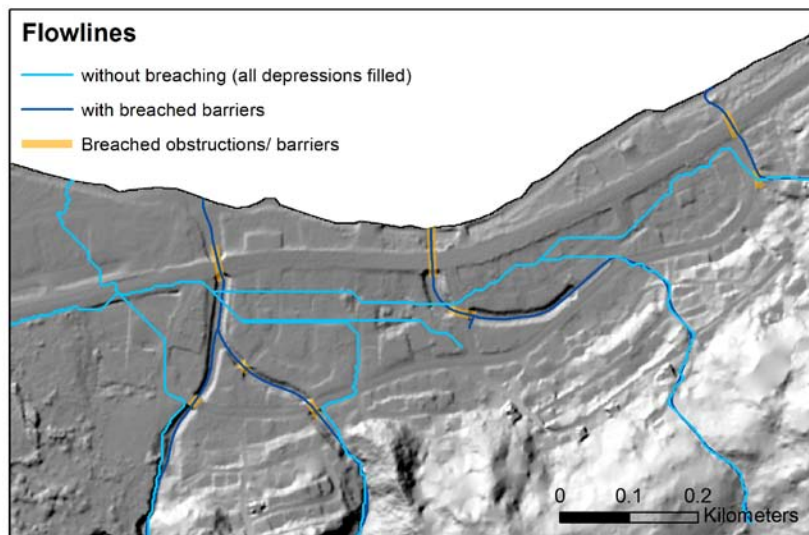 Flowlines
without breaching (all depressions filled)
with breached barriers
Breached obstructions/ barriers
0 0.1 0.2
Kilometers